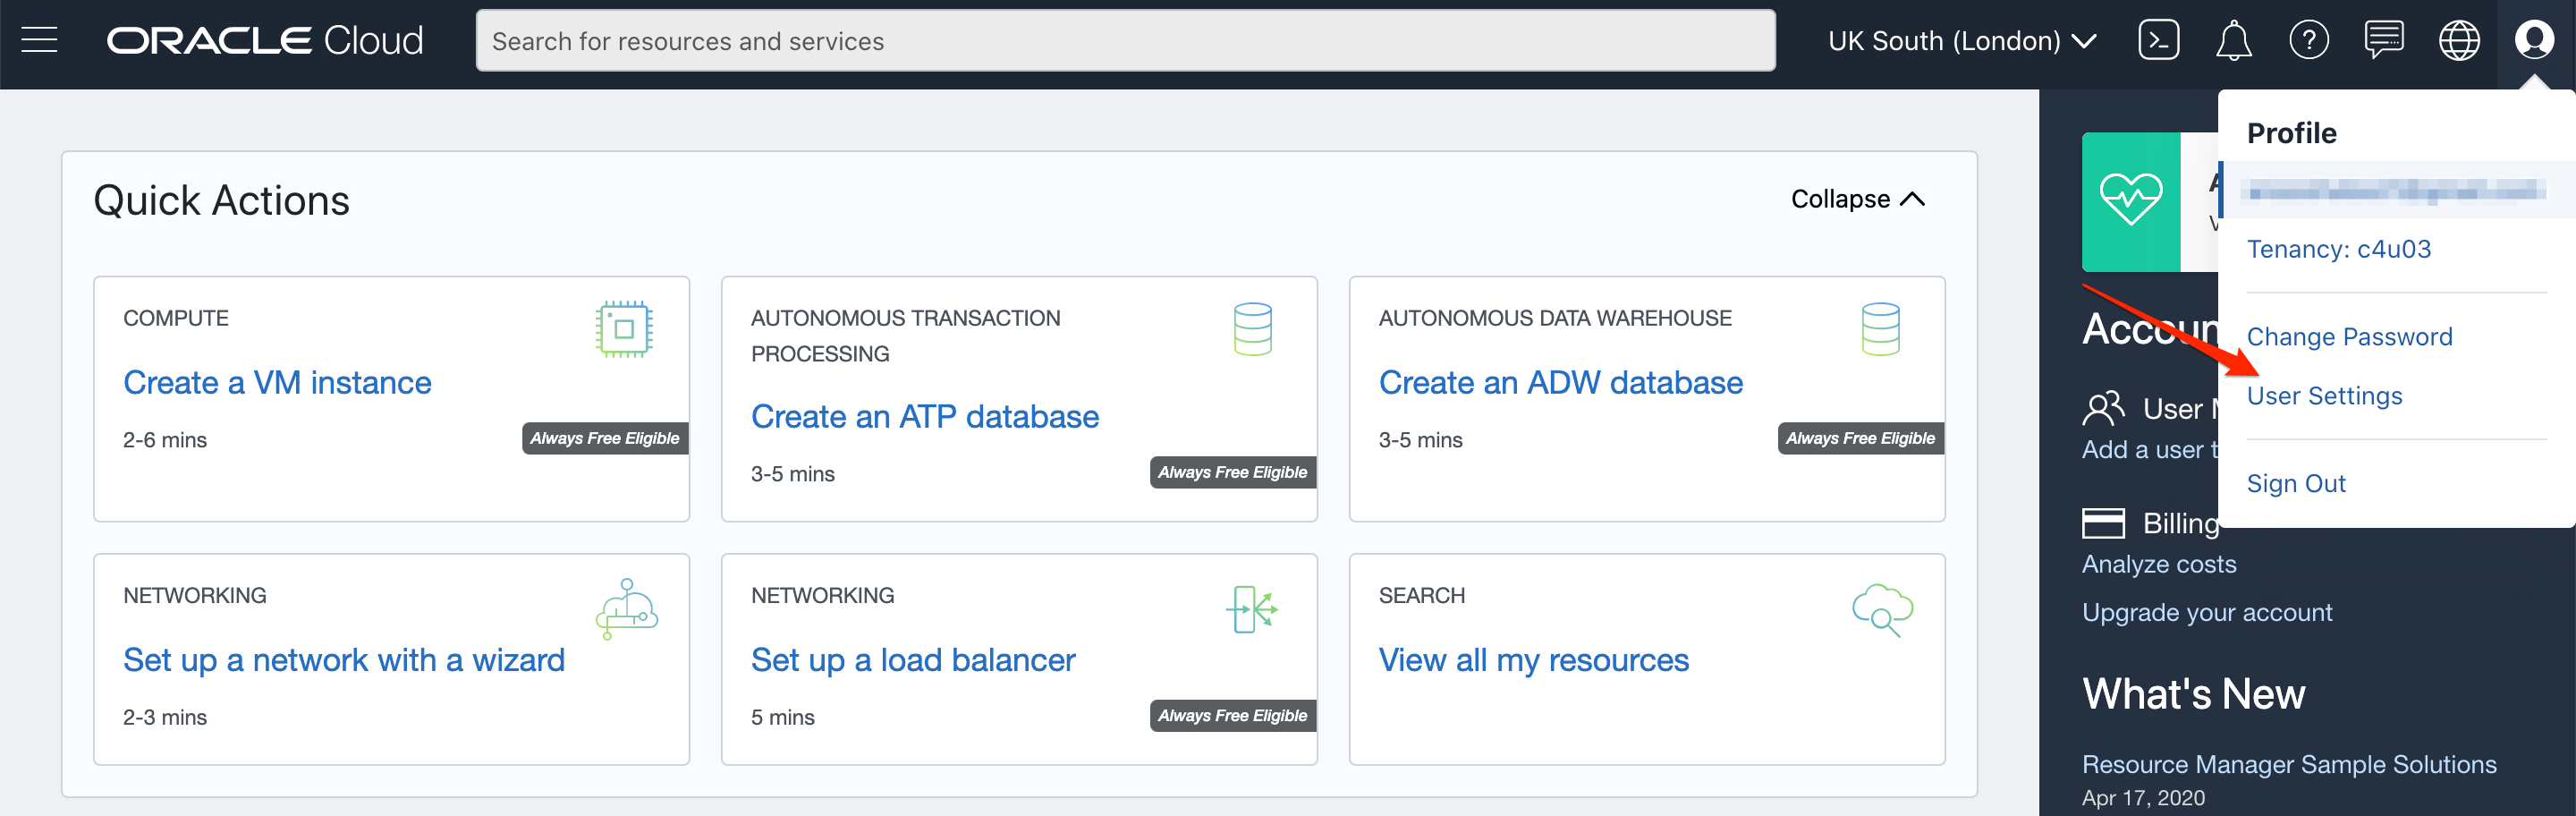 ORACLE Cloud
Search for resources and services
UK South (London)
Quick Actions
Collapse
COMPUTE
Create a VM instance
2-6 mins
Always Free Eligible
AUTONOMOUS TRANSACTION
PROCESSING
Create an ATP database
3-5 mins
Always Free Eligible
AUTONOMOUS DATA WAREHOUSE
Create an ADW database
3-5 mins
Always Free Eligible
NETWORKING
Set up a network with a wizard
2-3 mins
NETWORKING
Set up a load balancer
5 mins
Always Free Eligible
SEARCH
View all my resources
Profile
Tenancy: c4u03
Change Password
User Settings
Sign Out
User
Add a user
Billing
Analyze costs
Upgrade your account
What's New
Resource Manager Sample Solutions
Apr 17, 2020